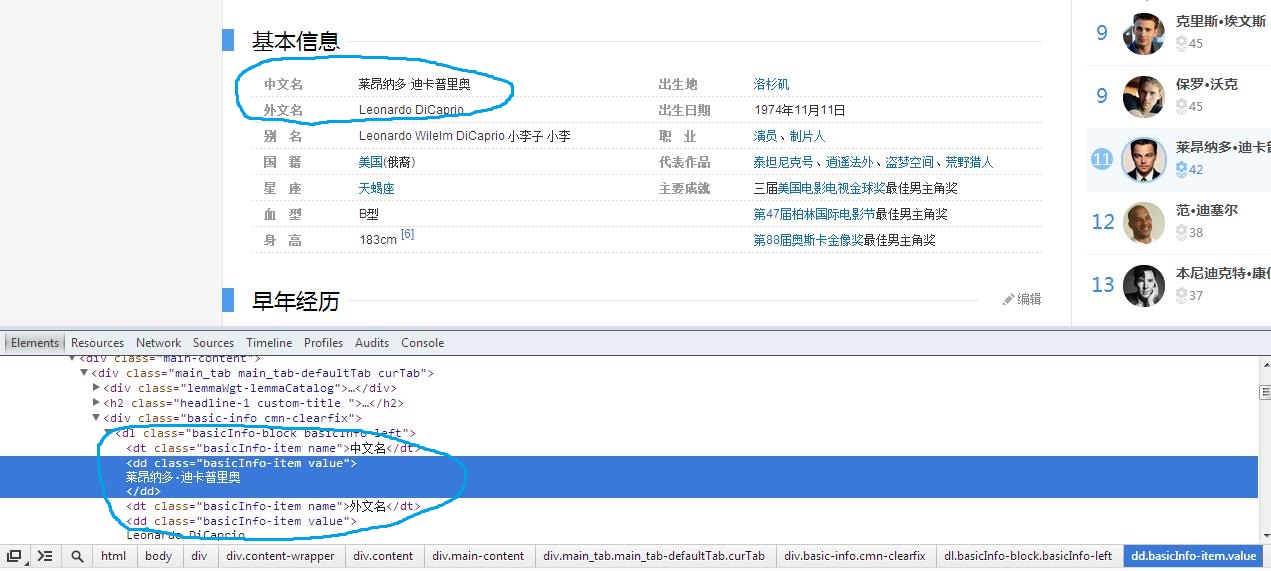 基本信息
中文名 莱昂纳多·迪卡普里奥 出生地 洛杉矶
外文名 Leonardo DiCaprio 出生日期 1974年11月11日
别 名 Leonardo Wilelm DiCaprio 小李子 小李 职 业 演员、制片人
国 籍 美国(俄裔) 代表作品 泰坦尼克号、逍遥法外、盗梦空间、荒野猎人
星 座 天蝎座 主要成就 三届美国电影电视金球奖最佳男主角奖
血 型 B型 第47届柏林国际电影节最佳男主角奖
身 高 183cm [6] 第88届奥斯卡金像奖最佳男主角奖
早年经历 编辑
9 克里斯•埃文斯
45
9 保罗•沃克
45
11 莱昂纳多•迪卡
42
12 范•迪塞尔
38
13 本尼迪克特•康
37
Elements Resources Network Sources Timeline Profiles Audits Console
▼<div class="main-content">
▼<div class="main_tab main_tab-defaultTab curTab">
▶<div class="lemmaWgt-lemmaCatalog">…</div>
▶<h2 class="headline-1 custom-title ">…</h2>
▼<div class="basic-info cmn-clearfix">
▼<dl class="basicInfo-block basicInfo-left">
<dt class="basicInfo-item name">中文名</dt>
<dd class="basicInfo-item value">
莱昂纳多·迪卡普里奥
</dd>
<dt class="basicInfo-item name">外文名</dt>
<dd class="basicInfo-item value">
Leonardo DiCaprio
html body div div.content-wrapper div.content div.main-content div.main_tab.main_tab-defaultTab.curTab div.basic-info.cmn-clearfix dl.basicInfo-block.basicInfo-left dd.basicInfo-item.value